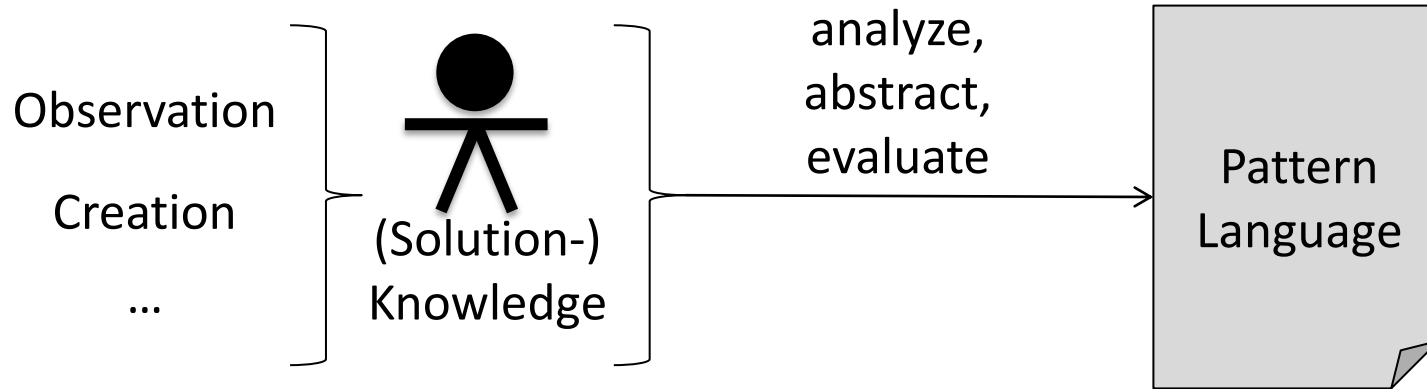 Observation
Creation
...
(Solution-)
Knowledge
analyze,
abstract,
evaluate
Pattern
Language